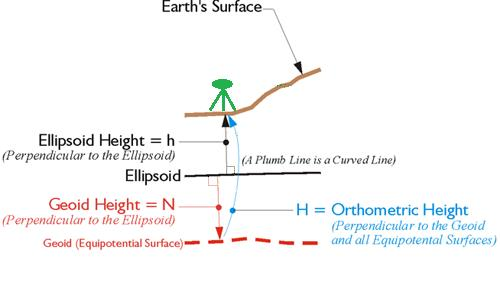 Earth's Surface
Ellipsoid Height = h
(Perpendicular to the Ellipsoid)
(A Plumb Line is a Curved Line)
Ellipsoid
Geoid Height = N
(Perpendicular to the Ellipsoid)
H = Orthometric Height
(Perpendicular to the Geoid
and all Equipotental Surfaces)
Geoid (Equipotential Surface)